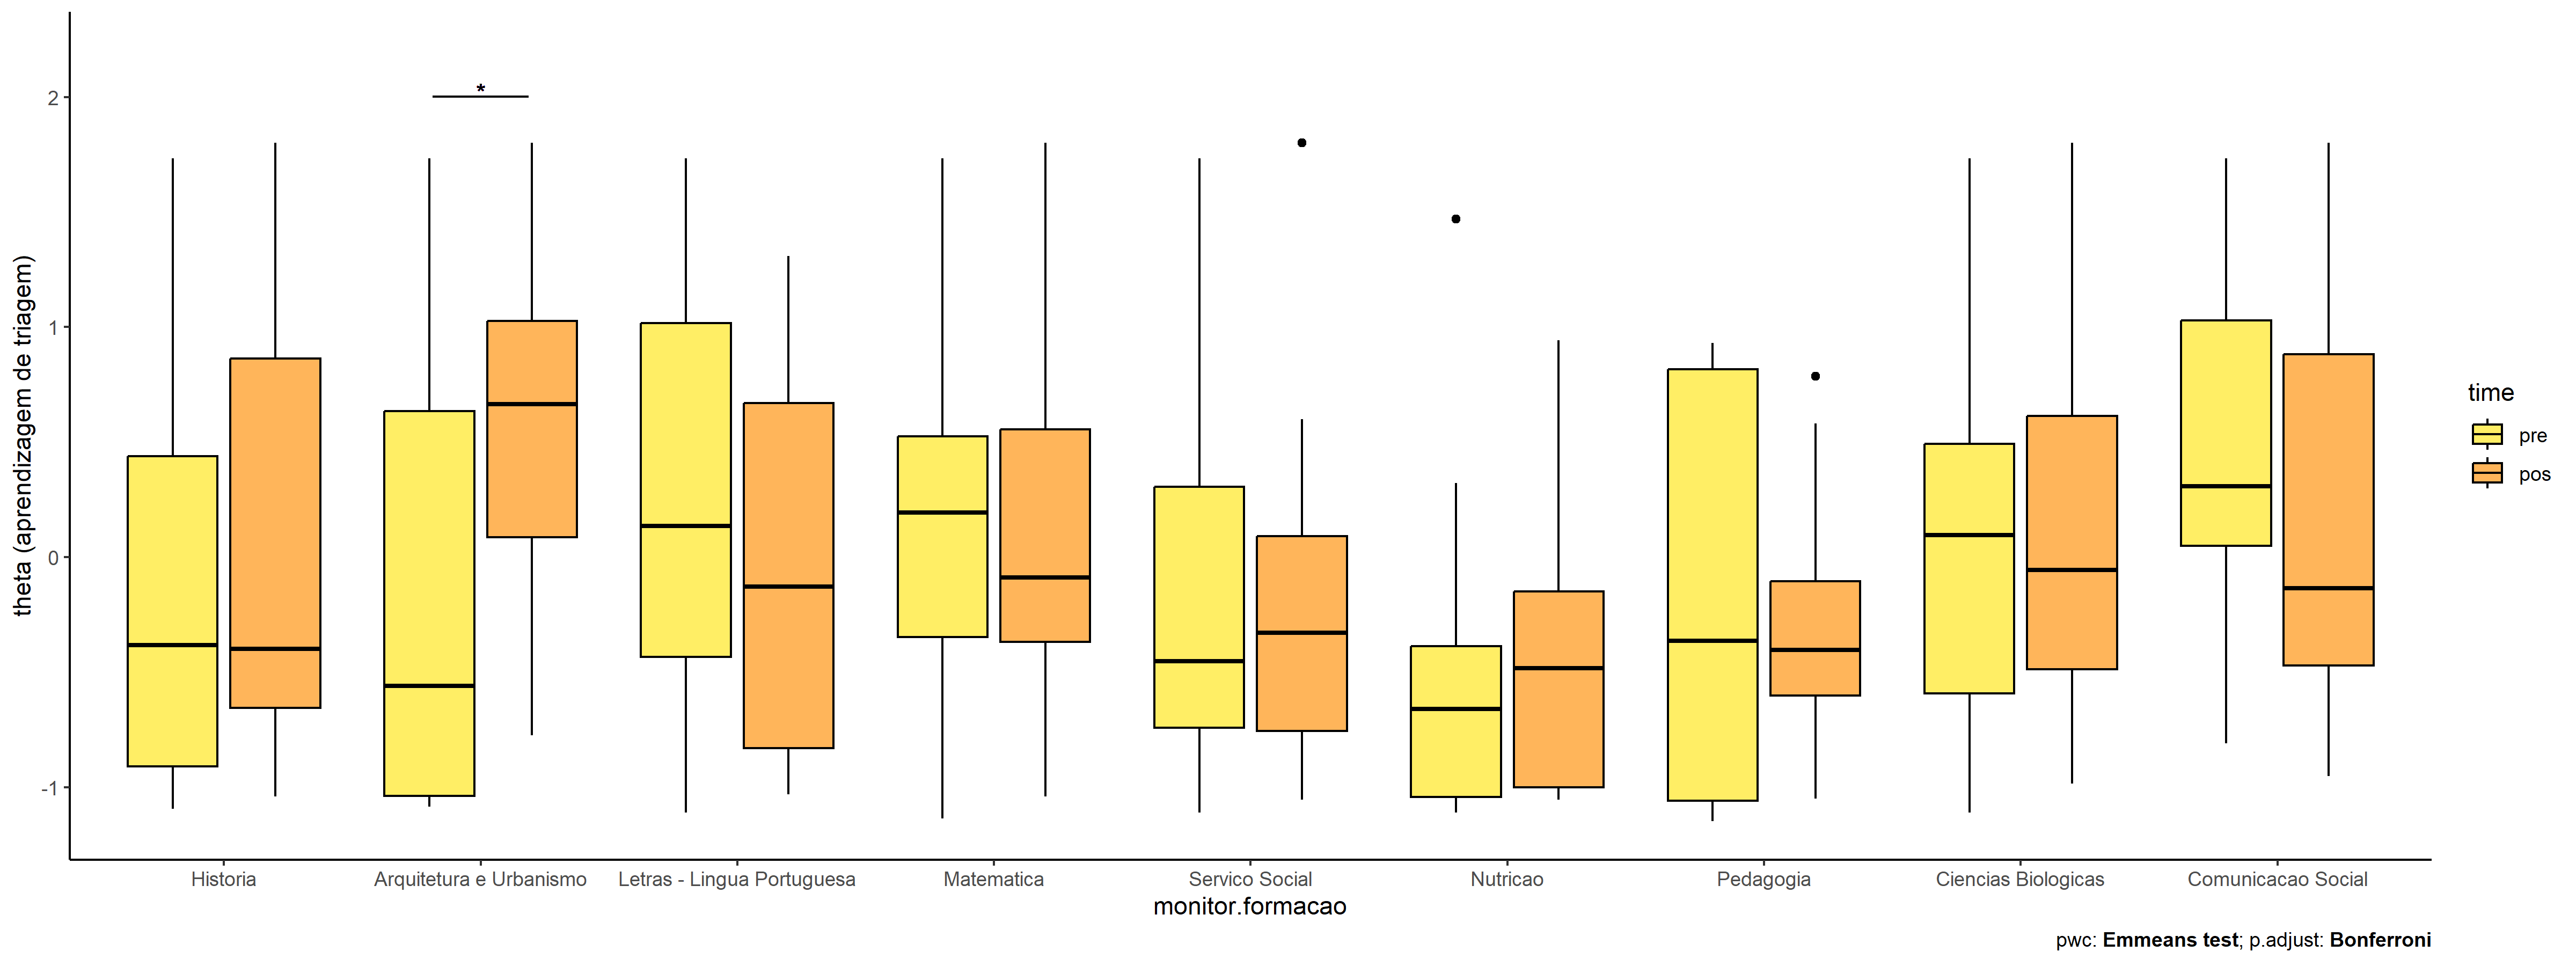 2
*
1
0
-1
theta (aprendizagem de triagem)
Historia
Arquitetura e Urbanismo
Letras - Lingua Portuguesa
Matematica
Servico Social
Nutricao
Pedagogia
Ciencias Biologicas
Comunicacao Social
monitor.formacao
time
pre
pos
pwc: Emmeans test; p.adjust: Bonferroni